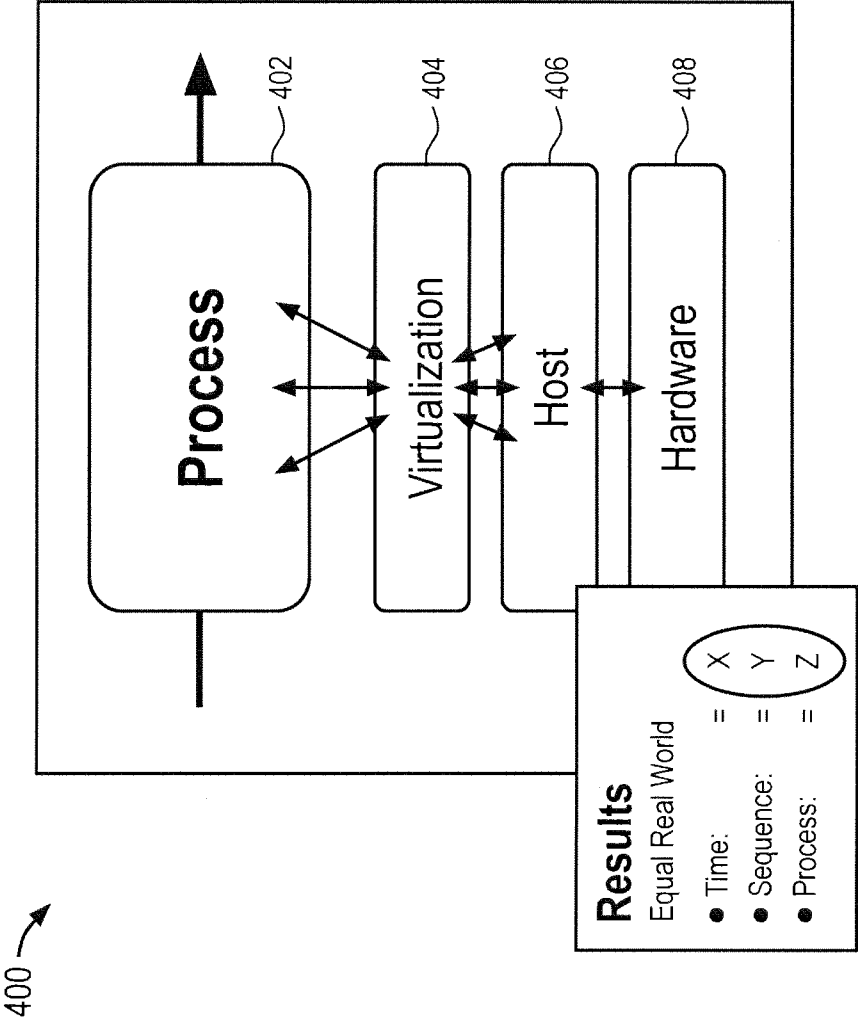 400
Process
402
Virtualization
404
Host
406
Hardware
408
Results
Equal Real World
● Time: = X
● Sequence: = Y
● Process: = Z